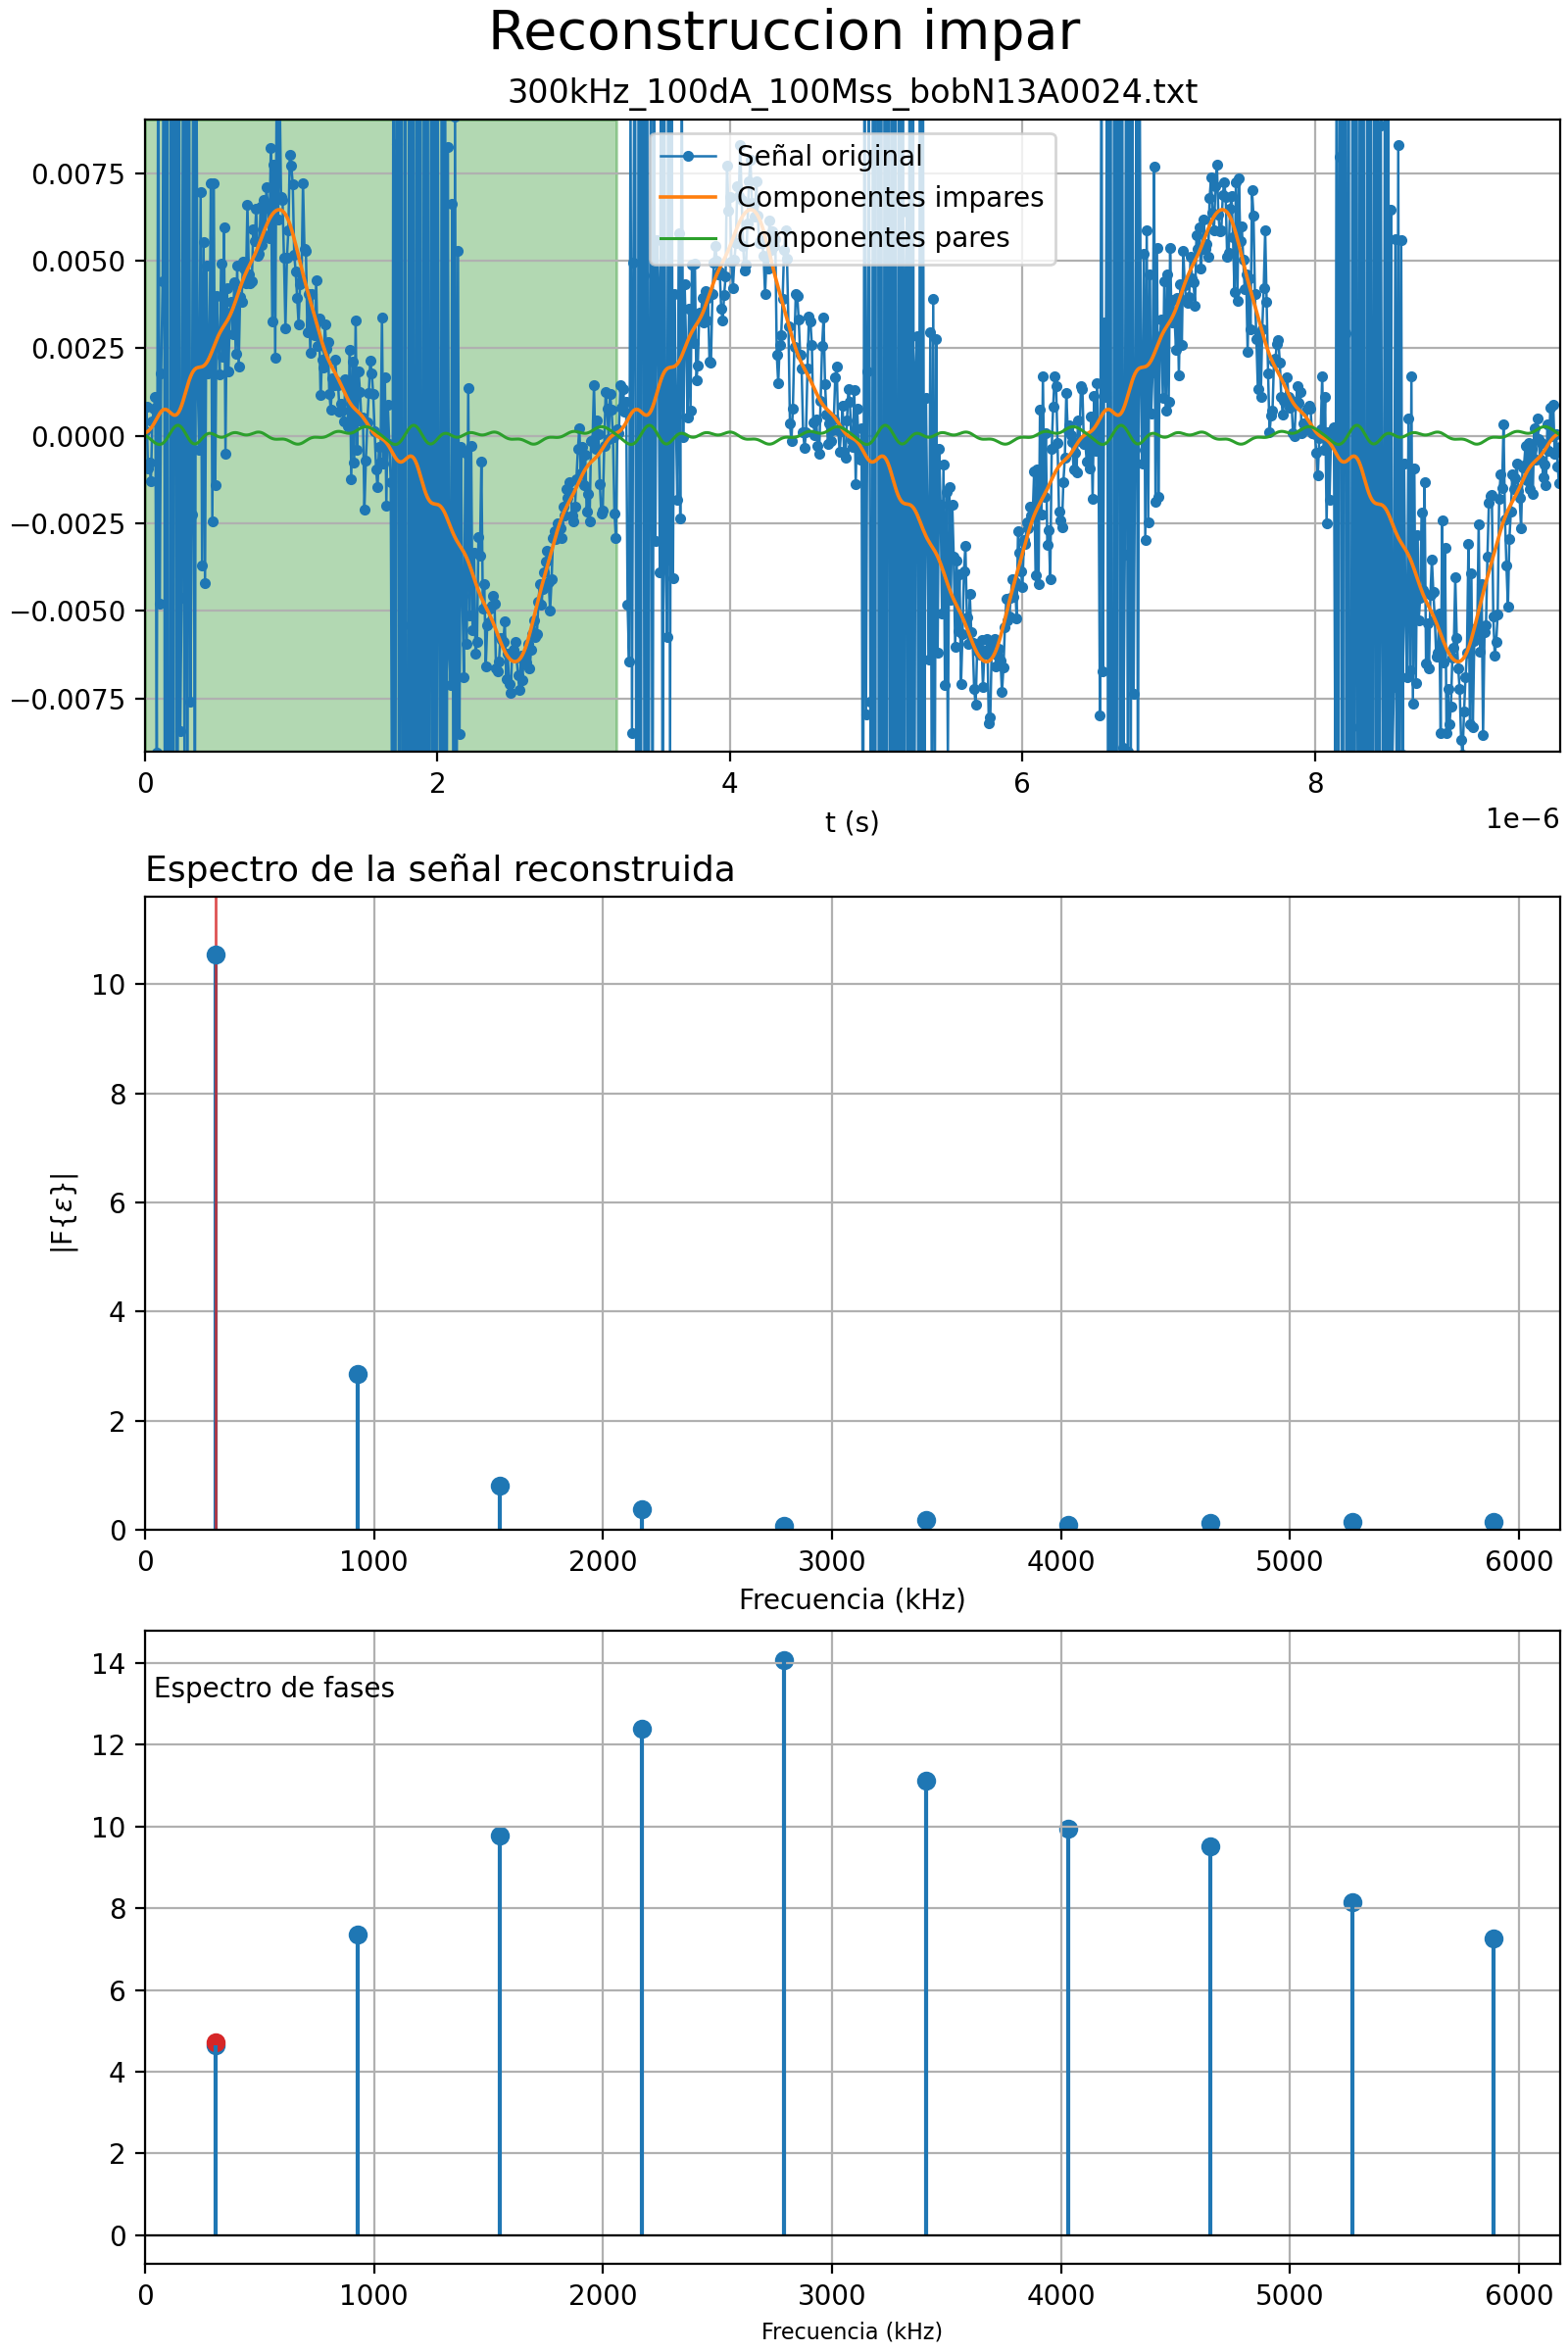 Reconstruccion impar
300kHz_100dA_100Mss_bobN13A0024.txt
Señal original
Componentes impares
Componentes pares
0.0075
0.0050
0.0025
0.0000
−0.0025
−0.0050
−0.0075
0 2 4 6 8
1e−6
t (s)
Espectro de la señal reconstruida
10
8
6
4
2
0
|F{ε}|
0 1000 2000 3000 4000 5000 6000
Frecuencia (kHz)
Espectro de fases
14
12
10
8
6
4
2
0
0 1000 2000 3000 4000 5000 6000
Frecuencia (kHz)